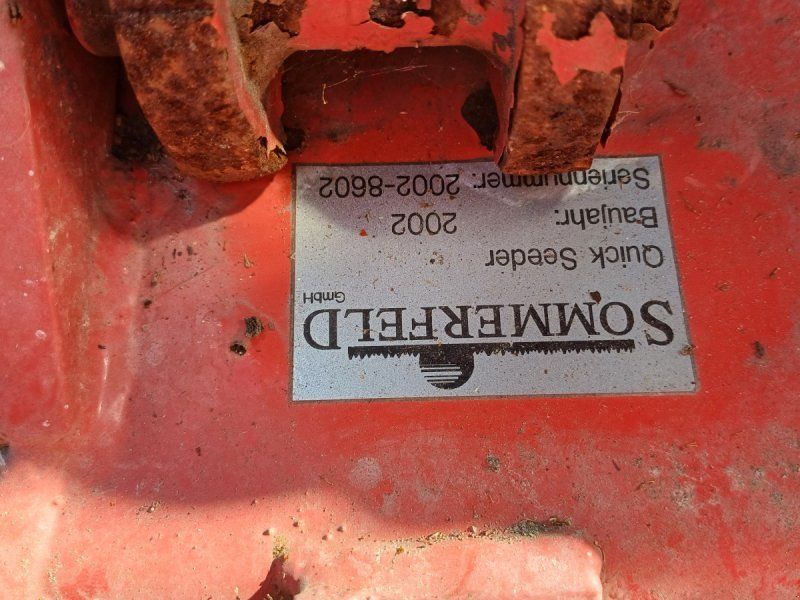 SOMMERFELD
GmbH
Quick Seeder
Baujahr: 2002
Seriennummer: 2002-8602